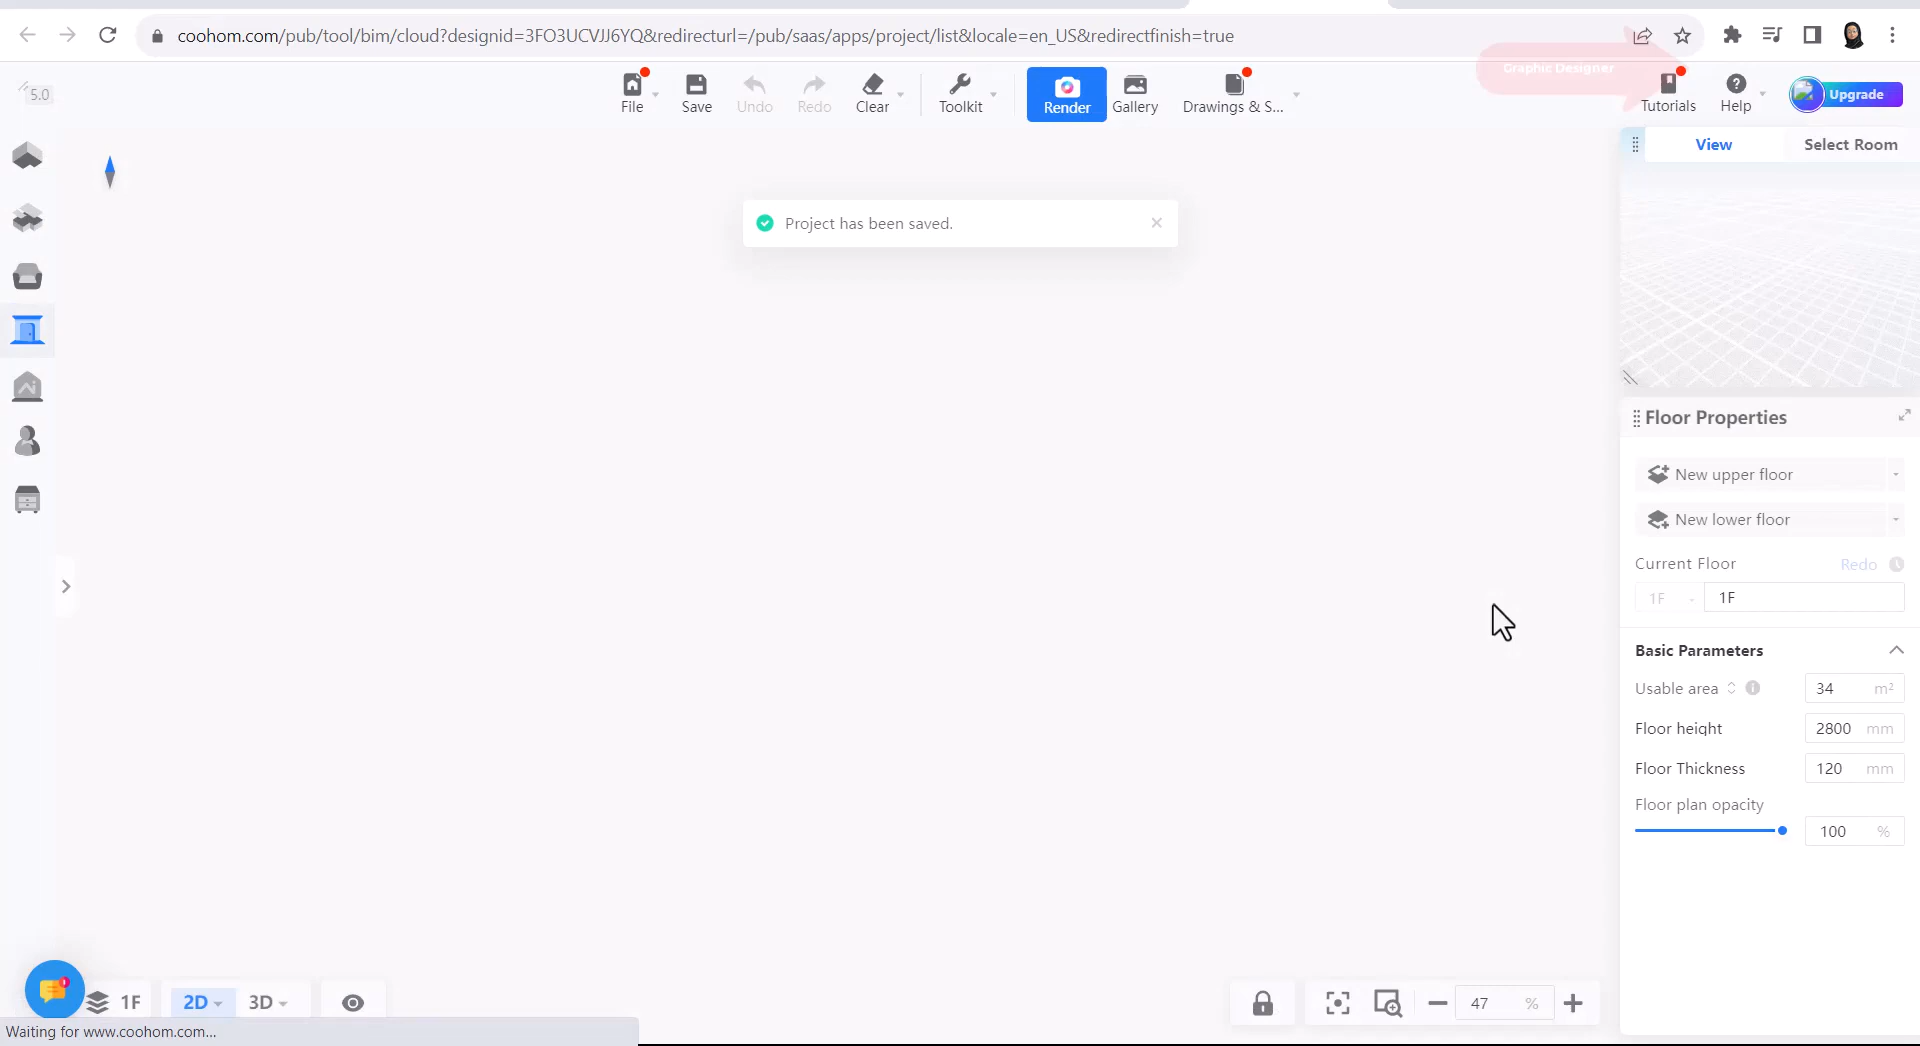 coohom.com/pub/tool/bim/cloud?designid=3FO3UCVJJ6YQ&redirecturl=/pub/saas/apps/project/list&locale=en_US&redirectfinish=true
Graphic Designer
5.0
File
Save
Undo
Redo
Clear
Toolkit
Render
Gallery
Drawings & S...
Tutorials
Help
Upgrade
View
Select Room
Project has been saved.
Floor Properties
New upper floor
New lower floor
Current Floor
Redo
1F
1F
Basic Parameters
Usable area
34 m²
Floor height
2800 mm
Floor Thickness
120 mm
Floor plan opacity
100 %
1F
2D
3D
47 %
Waiting for www.coohom.com...